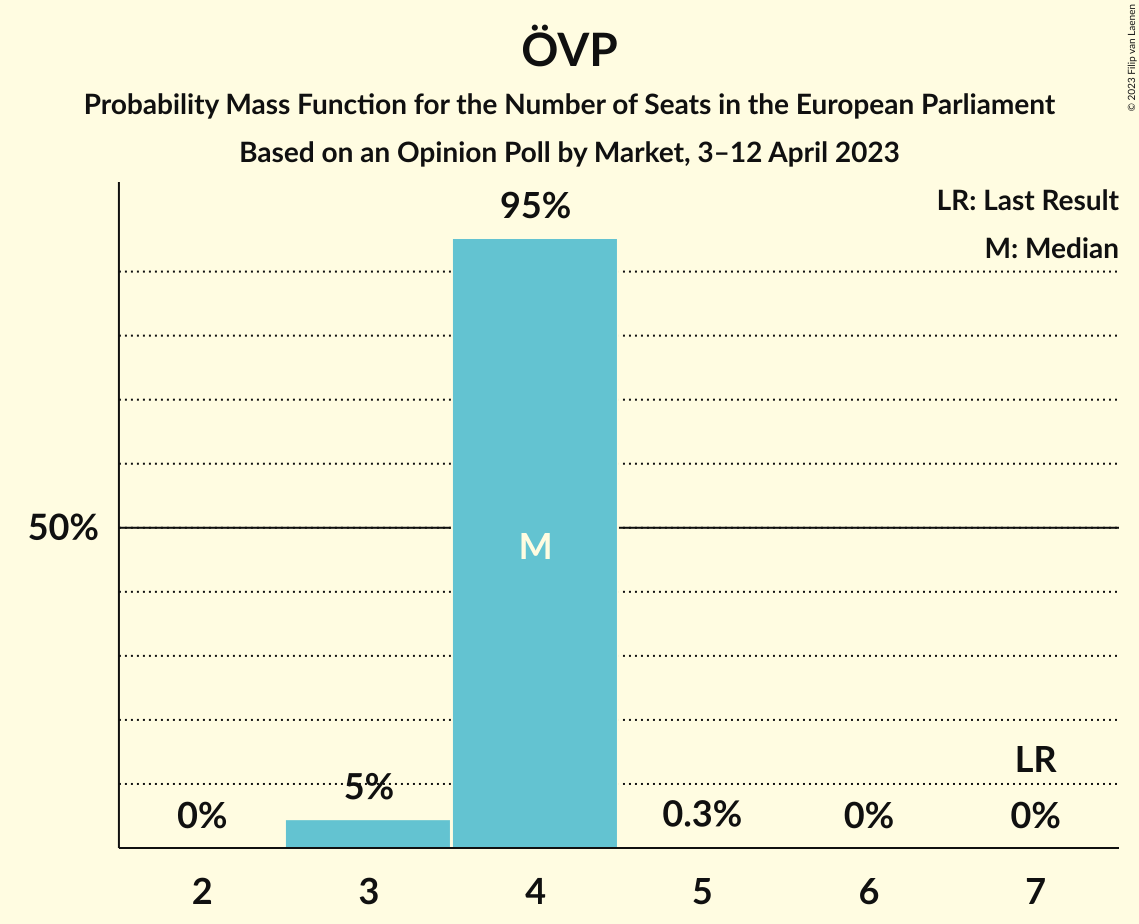 ÖVP
Probability Mass Function for the Number of Seats in the European Parliament
Based on an Opinion Poll by Market, 3–12 April 2023
© 2023 Filip van Laenen
LR: Last Result
M: Median
95%
50%
M
LR
0%
5%
0.3%
0%
0%
2
3
4
5
6
7